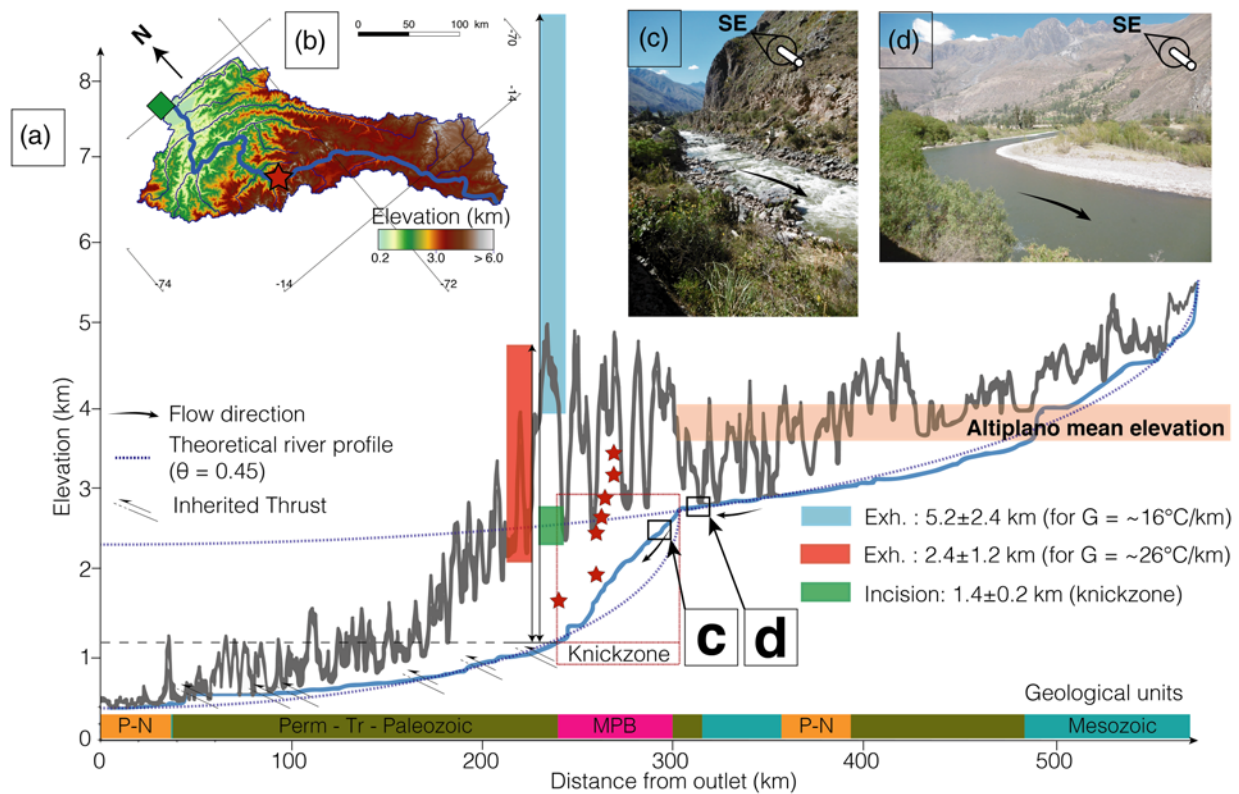 (a)
(b)
N
0 50 100 km
-70
-14
-74
-14
-72
Elevation (km)
0.2 3.0 > 6.0
(c)
SE
(d)
SE
Elevation (km)
8
7
6
5
4
3
2
1
0
Flow direction
Theoretical river profile
(θ = 0.45)
Inherited Thrust
Altiplano mean elevation
Exh. : 5.2±2.4 km (for G = ~16°C/km)
Exh. : 2.4±1.2 km (for G = ~26°C/km)
Incision: 1.4±0.2 km (knickzone)
c
d
Knickzone
Geological units
P-N Perm - Tr - Paleozoic MPB P-N Mesozoic
0 100 200 300 400 500
Distance from outlet (km)